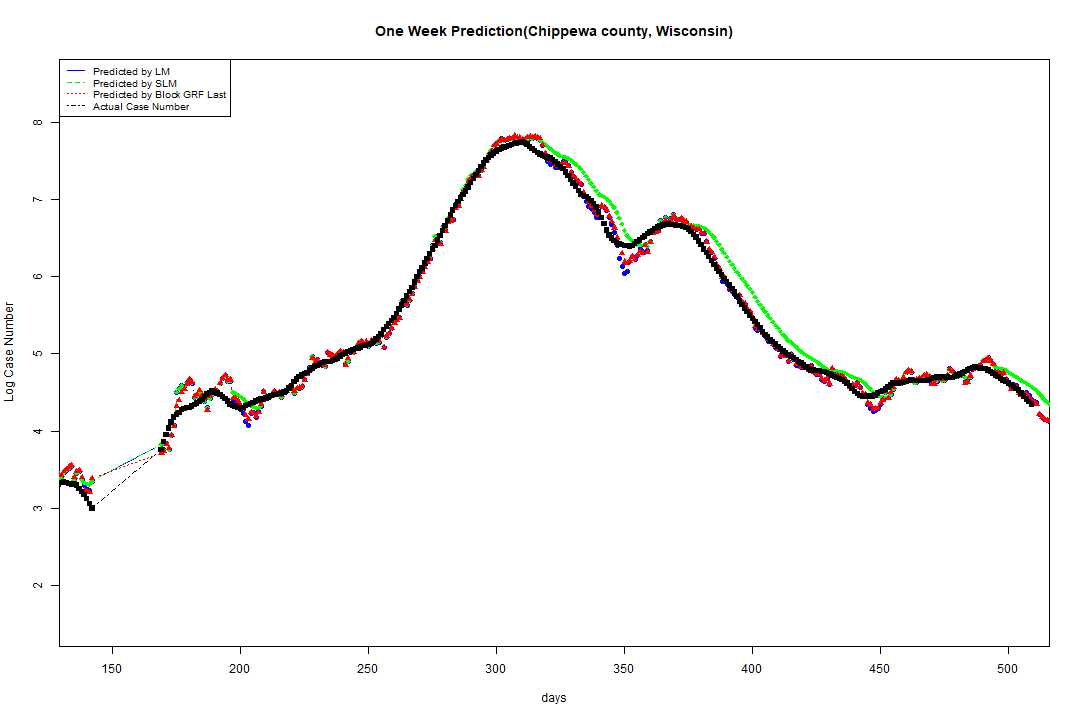 One Week Prediction(Chippewa county, Wisconsin)
Predicted by LM
Predicted by SLM
Predicted by Block GRF Last
Actual Case Number
Log Case Number
8
7
6
5
4
3
2
150 200 250 300 350 400 450 500
days